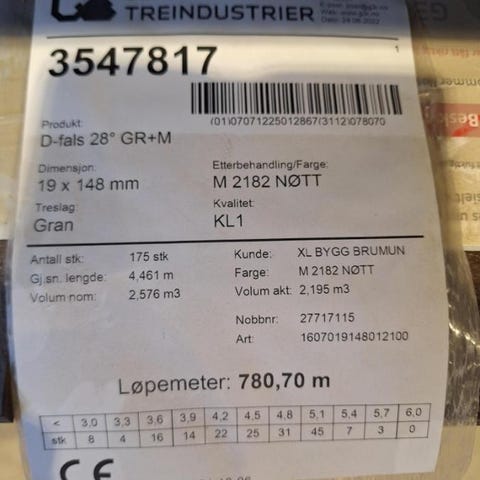 TREINDUSTRIER
Date: 24.08.2022
3547817
1
(01)07071225012867(3112)078070
Produkt:
D-fals 28° GR+M
Dimensjon:
19 x 148 mm
Etterbehandling/Farge:
M 2182 NØTT
Treslag:
Gran
Kvalitet:
KL1
Antall stk: 175 stk
Gj.sn. lengde: 4,461 m
Volum nom: 2,576 m3
Kunde: XL BYGG BRUMUN
Farge: M 2182 NØTT
Volum akt: 2,195 m3
Nobbnr: 27717115
Art: 1607019148012100
Løpemeter: 780,70 m
< 3,0 3,3 3,6 3,9 4,2 4,5 4,8 5,1 5,4 5,7 6,0
stk 8 4 16 14 22 25 31 45 7 3 0
CE